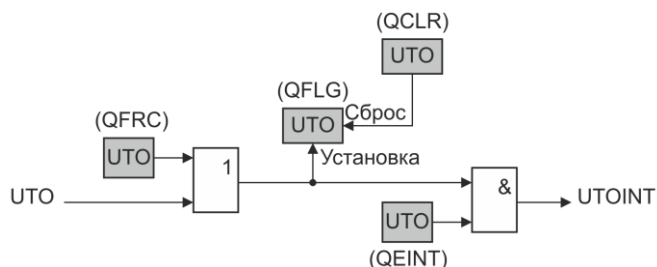 (QCLR)
UTO
(QFLG)
Сброс
UTO
(QFRC)
UTO
Установка
1
&
UTO
UTOINT
UTO
(QEINT)